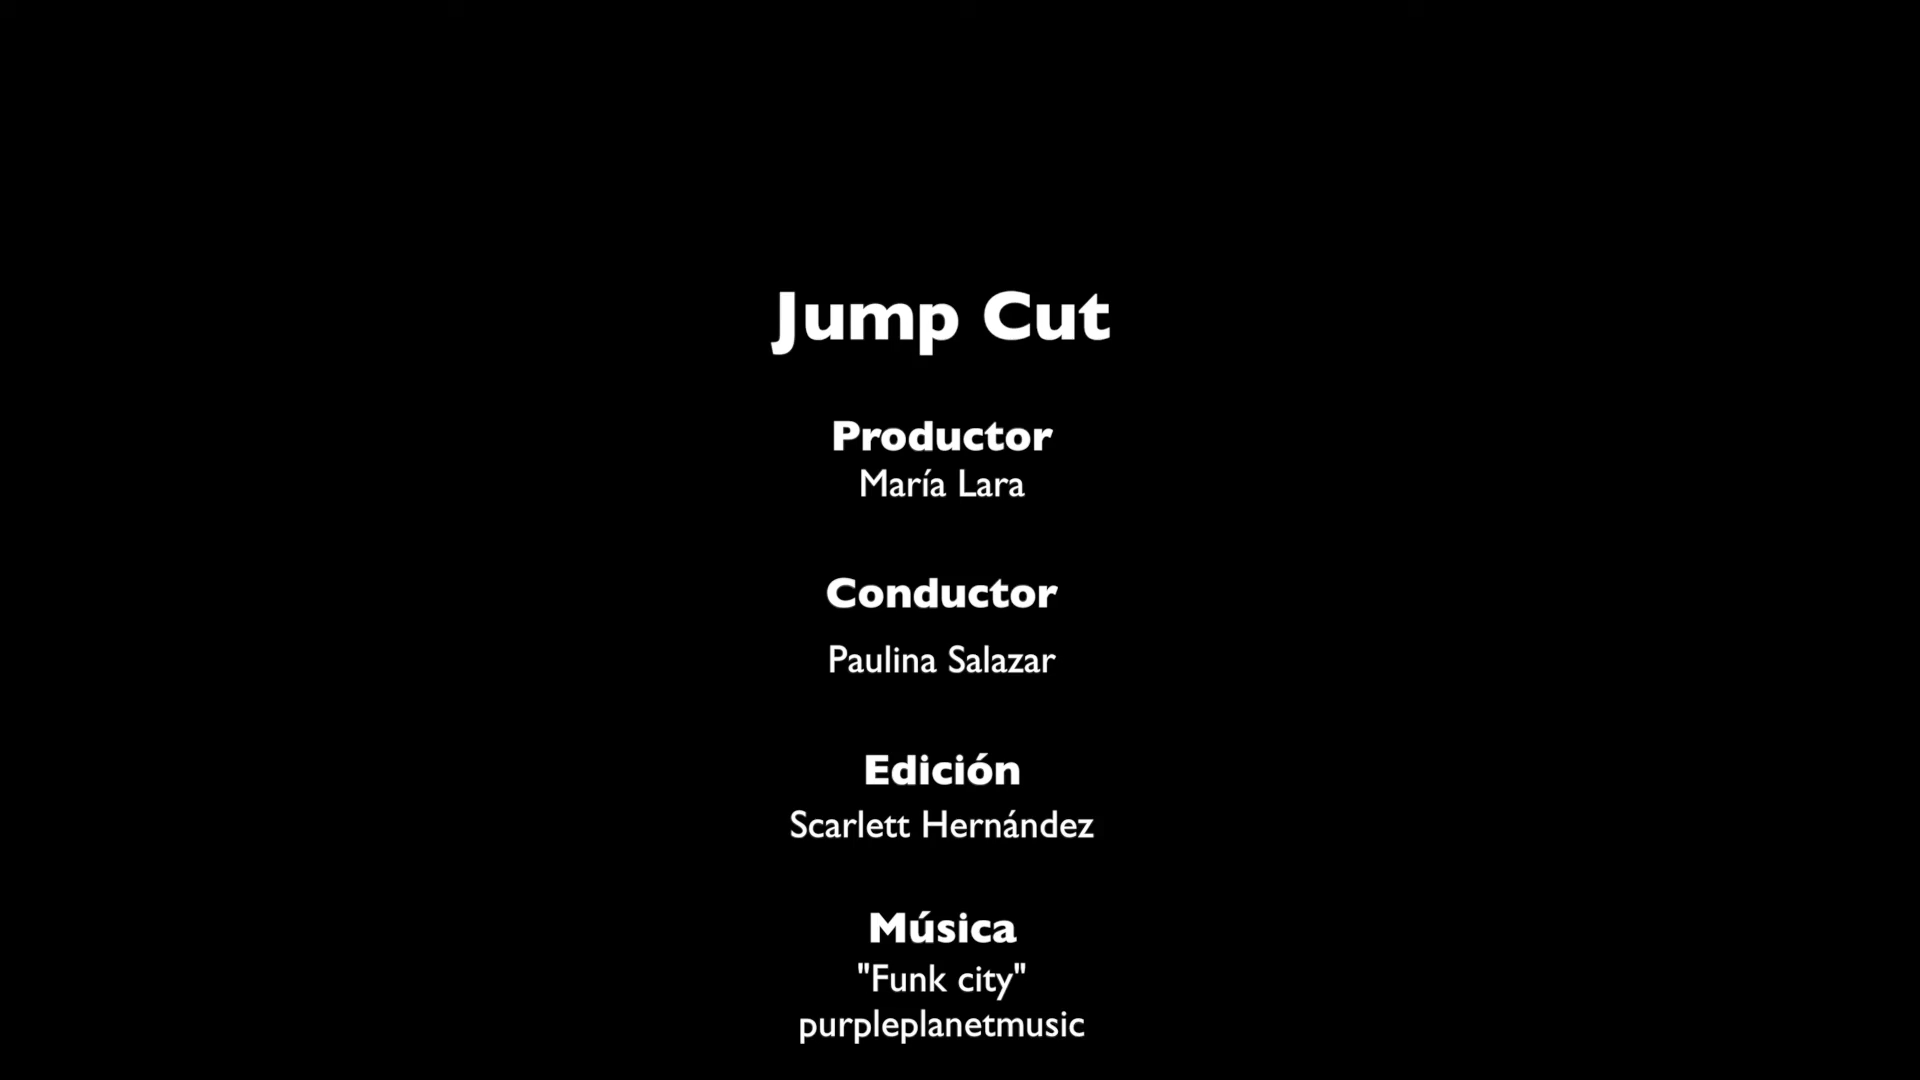 Jump Cut
Productor
María Lara
Conductor
Paulina Salazar
Edición
Scarlett Hernández
Música
"Funk city"
purpleplanetmusic